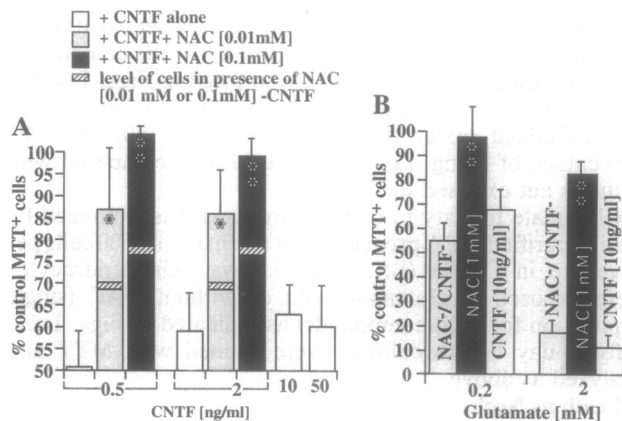 + CNTF alone
+ CNTF+ NAC [0.01mM]
+ CNTF+ NAC [0.1mM]
level of cells in presence of NAC
[0.01 mM or 0.1mM] -CNTF
A
% control MTT+ cells
105
100
95
90
85
80
75
70
65
60
55
50
0.5
2
10
50
CNTF [ng/ml]
B
% control MTT+ cells
100
90
80
70
60
50
40
30
20
10
0
NAC-/ CNTF-
NAC[1mM]
CNTF [10ng/ml]
NAC-/ CNTF-
NAC[1mM]
CNTF [10ng/ml]
0.2
2
Glutamate [mM]